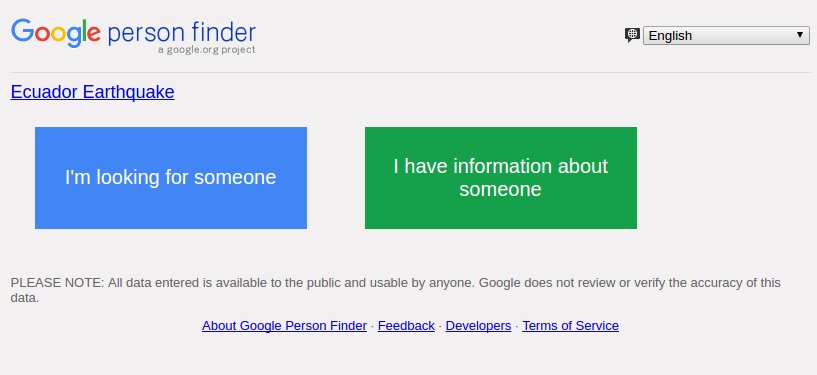 Google person finder
a google.org project
English
Ecuador Earthquake
I'm looking for someone
I have information about
someone
PLEASE NOTE: All data entered is available to the public and usable by anyone. Google does not review or verify the accuracy of this
data.
About Google Person Finder · Feedback · Developers · Terms of Service